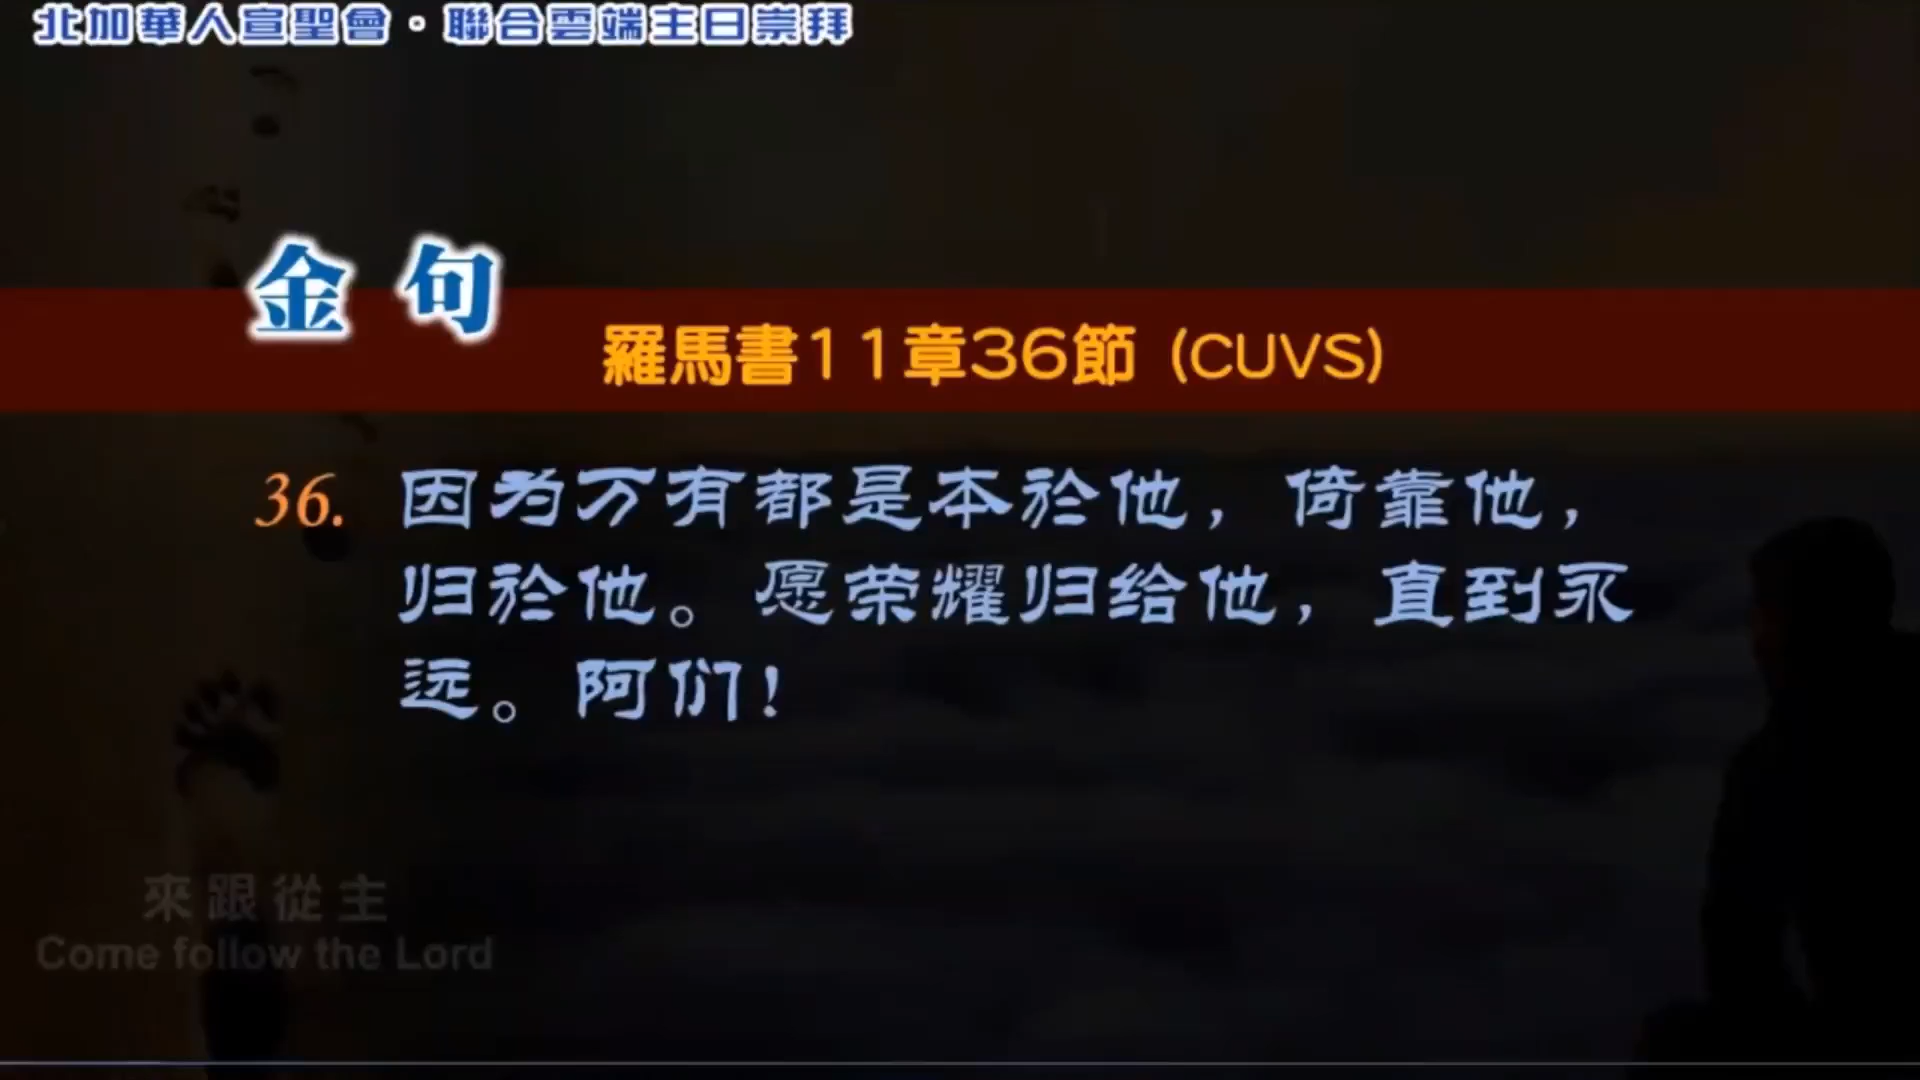 北加華人宣聖會·聯合雲端主日崇拜
金句
羅馬書11章36節 (CUVS)
36. 因为万有都是本於他，倚靠他，
归於他。愿荣耀归给他，直到永
远。阿们！
來跟從主
Come follow the Lord